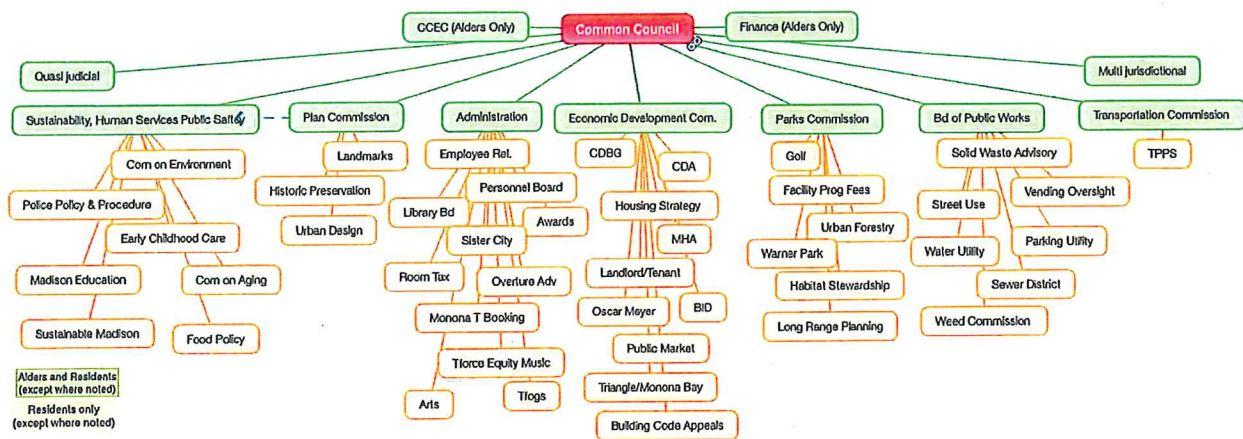 CCEC (Alders Only)
Common Council
Finance (Alders Only)
Quasi judicial
Multi jurisdictional
Sustainability, Human Services Public Saftey
Plan Commission
Administration
Economic Development Com.
Parks Commission
Bd of Public Works
Transportation Commission
Com on Environment
Landmarks
Employee Rel.
CDBG
CDA
Golf
Solid Waste Advisory
TPPS
Police Policy & Procedure
Historic Preservation
Personnel Board
Housing Strategy
Facility Prog Fees
Vending Oversight
Library Bd
Awards
Street Use
Early Childhood Care
Urban Design
Sister City
MHA
Urban Forestry
Parking Utility
Water Utility
Warner Park
Madison Education
Com on Aging
Room Tax
Overture Adv
Landlord/Tenant
Habitat Stewardship
Sewer District
Oscar Meyer
BID
Sustainable Madison
Food Policy
Monona T Booking
Long Range Planning
Weed Commission
Public Market
Tforce Equity Music
Triangle/Monona Bay
Arts
Tfogs
Building Code Appeals
Alders and Residents
(except where noted)
Residents only
(except where noted)